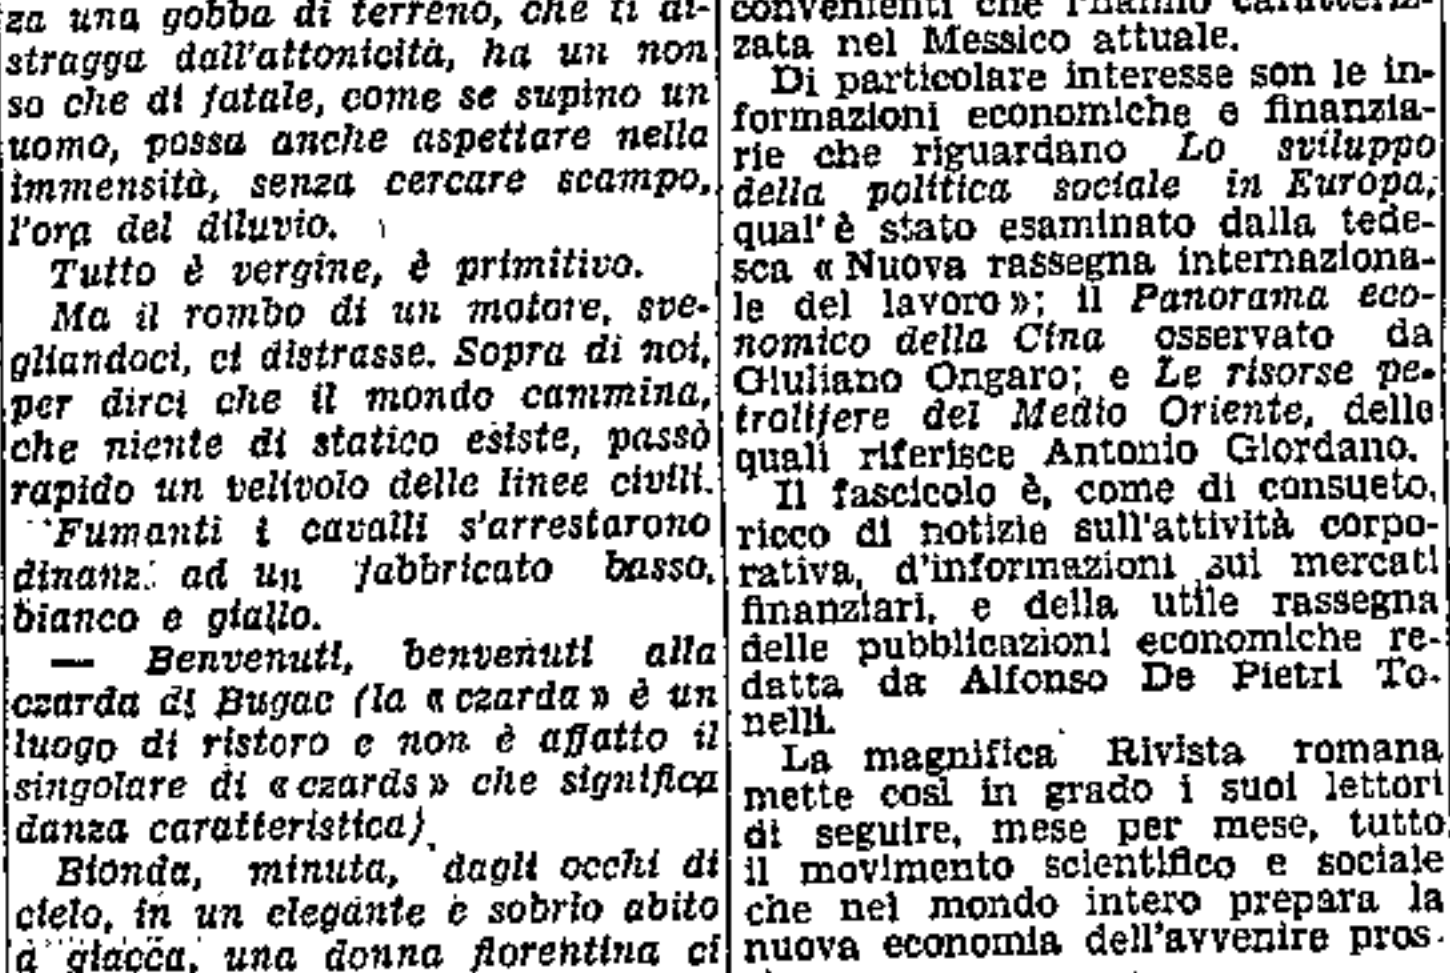 za una gobba di terreno, che ti di-
stragga dall'attonicità, ha un non
so che di fatale, come se supino un
uomo, possa anche aspettare nella
immensità, senza cercare scampo,
l'ora del diluvio.
Tutto è vergine, è primitivo.
Ma il rombo di un motore, sve-
gliandoci, ci distrasse. Sopra di noi,
per dirci che il mondo cammina,
che niente di statico esiste, passò
rapido un velivolo delle linee civili.
Fumanti i cavalli s'arrestarono
dinanzi ad un fabbricato basso,
bianco e giallo.
— Benvenuti, benvenuti alla
czarda di Bugac (la « czarda » è un
luogo di ristoro e non è affatto il
singolare di « czards » che significa
danza caratteristica).
Bionda, minuta, dagli occhi di
cielo, in un elegante e sobrio abito
a giacca, una donna fiorentina ci
convenienti che l'hanno caratteriz-
zata nel Messico attuale.
Di particolare interesse son le in-
formazioni economiche e finanzia-
rie che riguardano Lo sviluppo
della politica sociale in Europa,
qual'è stato esaminato dalla tede-
sca « Nuova rassegna internaziona-
le del lavoro »; il Panorama eco-
nomico della Cina osservato da
Giuliano Ongaro; e Le risorse pe-
trolifere del Medio Oriente, delle
quali riferisce Antonio Giordano.
Il fascicolo è, come di consueto,
ricco di notizie sull'attività corpo-
rativa, d'informazioni sui mercati
finanziari, e della utile rassegna
delle pubblicazioni economiche re-
datta da Alfonso De Pietri To-
nelli.
La magnifica Rivista romana
mette così in grado i suoi lettori
di seguire, mese per mese, tutto
il movimento scientifico e sociale
che nel mondo intero prepara la
nuova economia dell'avvenire pros-